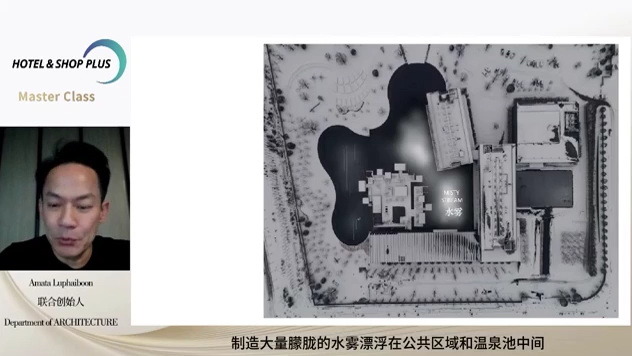 HOTEL & SHOP PLUS
Master Class
MISTY
STREAM
水雾
Amata Luphaiboon
联合创始人
Department of ARCHITECTURE
制造大量朦胧的水雾漂浮在公共区域和温泉池中间